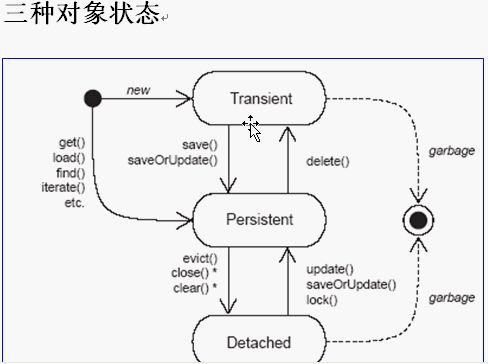 三种对象状态
new
Transient
get()
load()
find()
iterate()
etc.
save()
saveOrUpdate()
delete()
garbage
Persistent
evict()
close() *
clear() *
update()
saveOrUpdate()
lock()
garbage
Detached